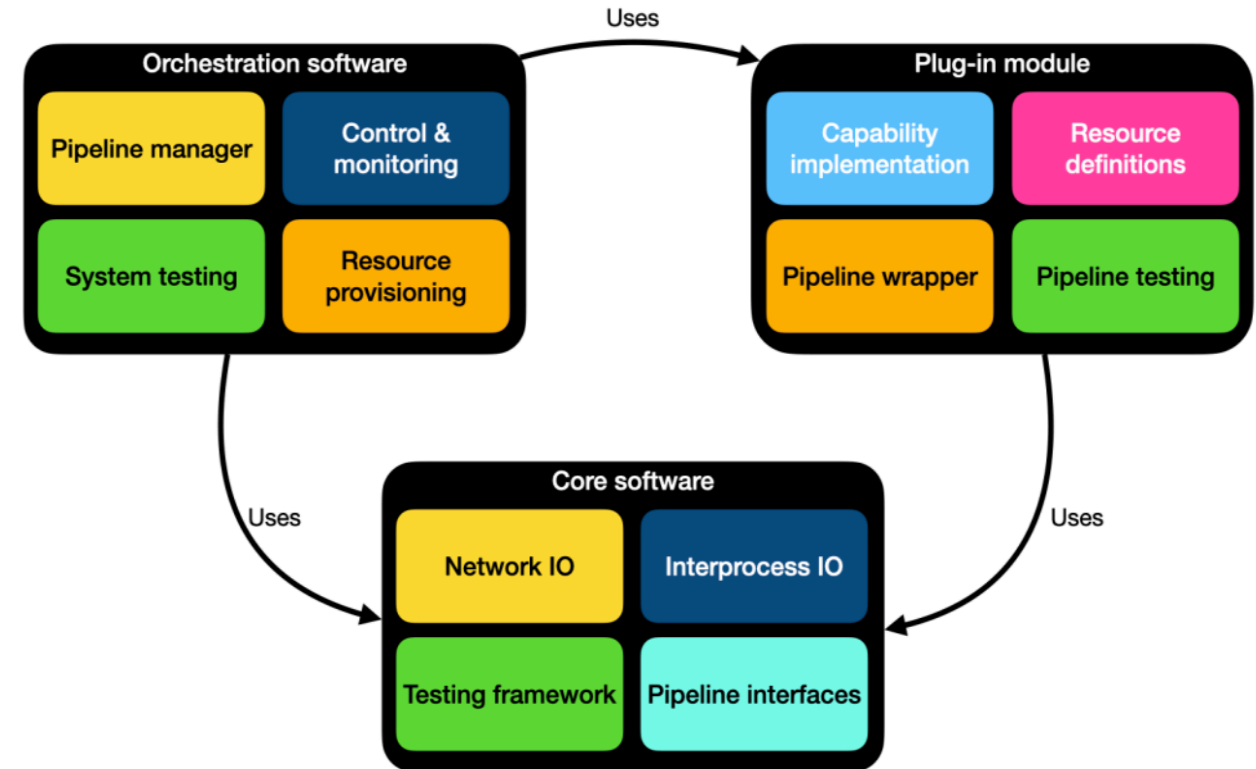 Uses
Orchestration software
Pipeline manager
Control &
monitoring
System testing
Resource
provisioning
Plug-in module
Capability
implementation
Resource
definitions
Pipeline wrapper
Pipeline testing
Uses
Uses
Core software
Network IO
Interprocess IO
Testing framework
Pipeline interfaces